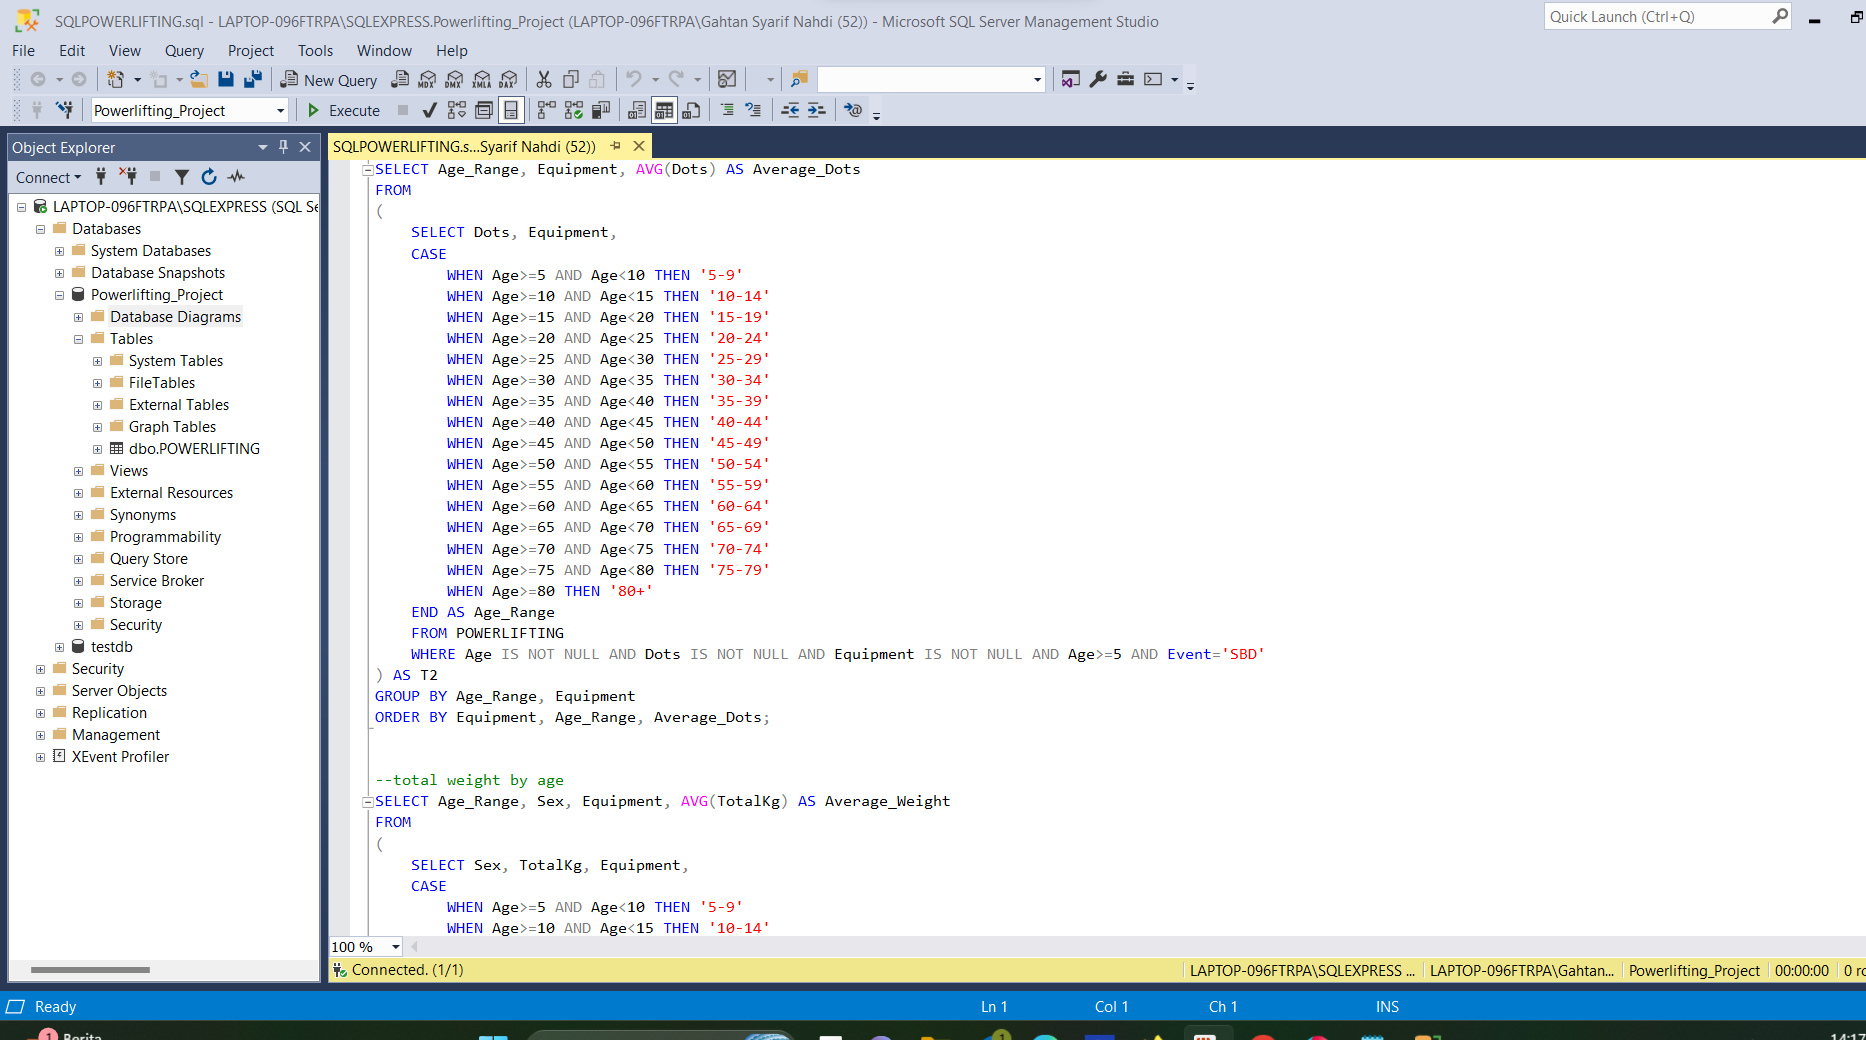 SQLPOWERLIFTING.sql - LAPTOP-096FTRPA\SQLEXPRESS.Powerlifting_Project (LAPTOP-096FTRPA\Gahtan Syarif Nahdi (52)) - Microsoft SQL Server Management Studio
Quick Launch (Ctrl+Q)
File Edit View Query Project Tools Window Help
New Query MDX DMX XMLA DAX
Powerlifting_Project Execute
Object Explorer
SQLPOWERLIFTING.s...Syarif Nahdi (52))
Connect
LAPTOP-096FTRPA\SQLEXPRESS (SQL Se
Databases
System Databases
Database Snapshots
Powerlifting_Project
Database Diagrams
Tables
System Tables
FileTables
External Tables
Graph Tables
dbo.POWERLIFTING
Views
External Resources
Synonyms
Programmability
Query Store
Service Broker
Storage
Security
testdb
Security
Server Objects
Replication
Management
XEvent Profiler
SELECT Age_Range, Equipment, AVG(Dots) AS Average_Dots
FROM
(
SELECT Dots, Equipment,
CASE
WHEN Age>=5 AND Age<10 THEN '5-9'
WHEN Age>=10 AND Age<15 THEN '10-14'
WHEN Age>=15 AND Age<20 THEN '15-19'
WHEN Age>=20 AND Age<25 THEN '20-24'
WHEN Age>=25 AND Age<30 THEN '25-29'
WHEN Age>=30 AND Age<35 THEN '30-34'
WHEN Age>=35 AND Age<40 THEN '35-39'
WHEN Age>=40 AND Age<45 THEN '40-44'
WHEN Age>=45 AND Age<50 THEN '45-49'
WHEN Age>=50 AND Age<55 THEN '50-54'
WHEN Age>=55 AND Age<60 THEN '55-59'
WHEN Age>=60 AND Age<65 THEN '60-64'
WHEN Age>=65 AND Age<70 THEN '65-69'
WHEN Age>=70 AND Age<75 THEN '70-74'
WHEN Age>=75 AND Age<80 THEN '75-79'
WHEN Age>=80 THEN '80+'
END AS Age_Range
FROM POWERLIFTING
WHERE Age IS NOT NULL AND Dots IS NOT NULL AND Equipment IS NOT NULL AND Age>=5 AND Event='SBD'
) AS T2
GROUP BY Age_Range, Equipment
ORDER BY Equipment, Age_Range, Average_Dots;
--total weight by age
SELECT Age_Range, Sex, Equipment, AVG(TotalKg) AS Average_Weight
FROM
(
SELECT Sex, TotalKg, Equipment,
CASE
WHEN Age>=5 AND Age<10 THEN '5-9'
WHEN Age>=10 AND Age<15 THEN '10-14'
100 %
Connected. (1/1) LAPTOP-096FTRPA\SQLEXPRESS ... LAPTOP-096FTRPA\Gahtan... Powerlifting_Project 00:00:00 0 ro
Ready Ln 1 Col 1 Ch 1 INS
1 Berita 1 14:17